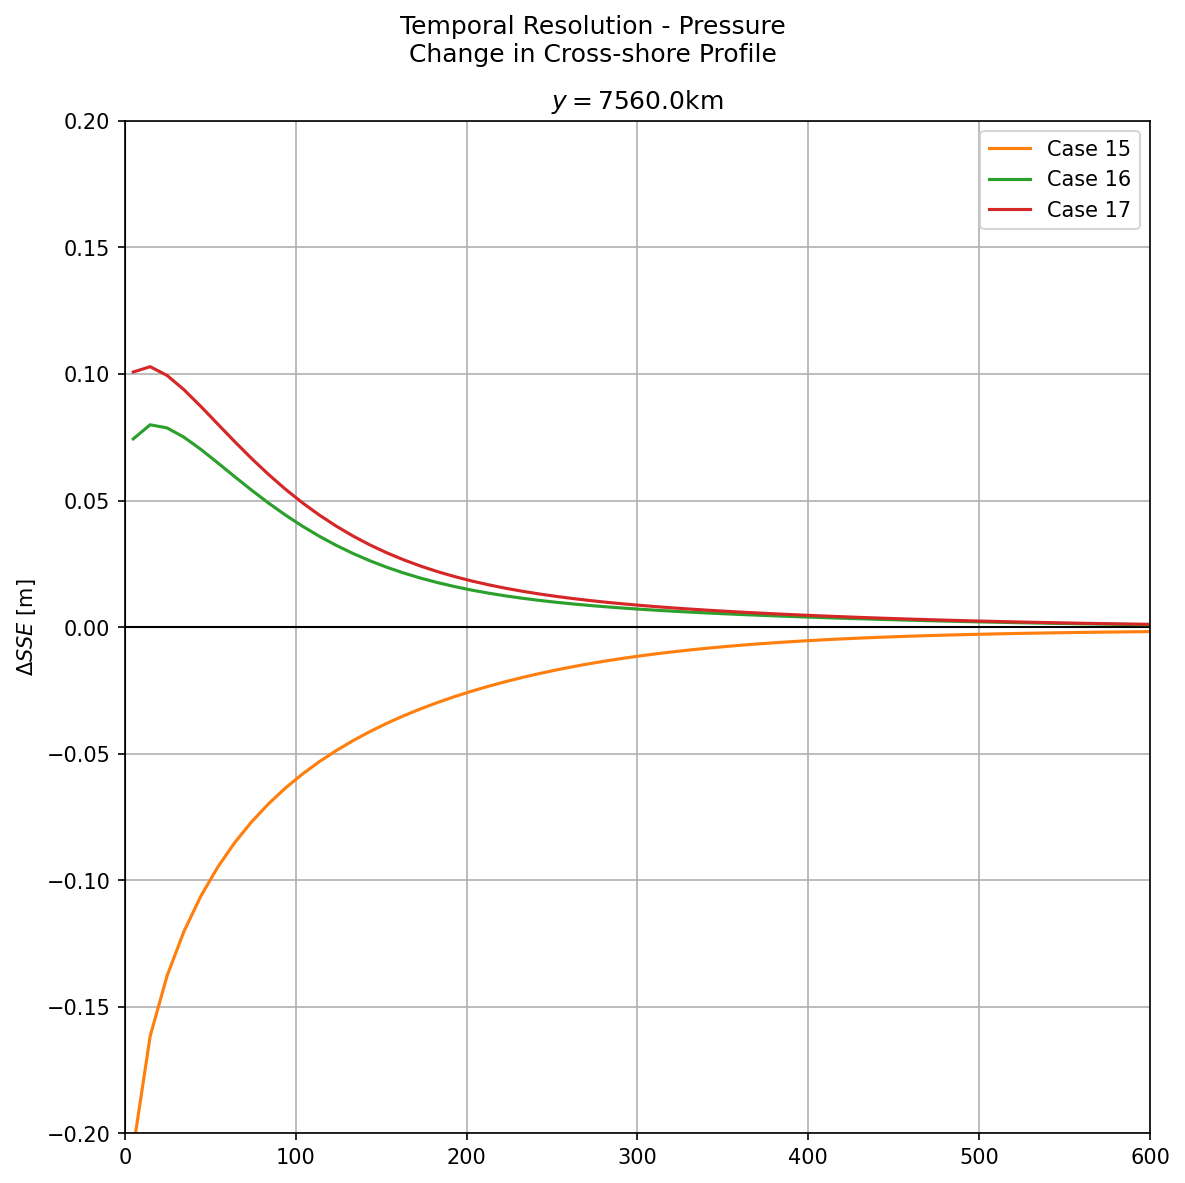 Temporal Resolution - Pressure
Change in Cross-shore Profile
y = 7560.0km
0.20
0.15
0.10
0.05
0.00
−0.05
−0.10
−0.15
−0.20
ΔSSE [m]
Case 15
Case 16
Case 17
0 100 200 300 400 500 600